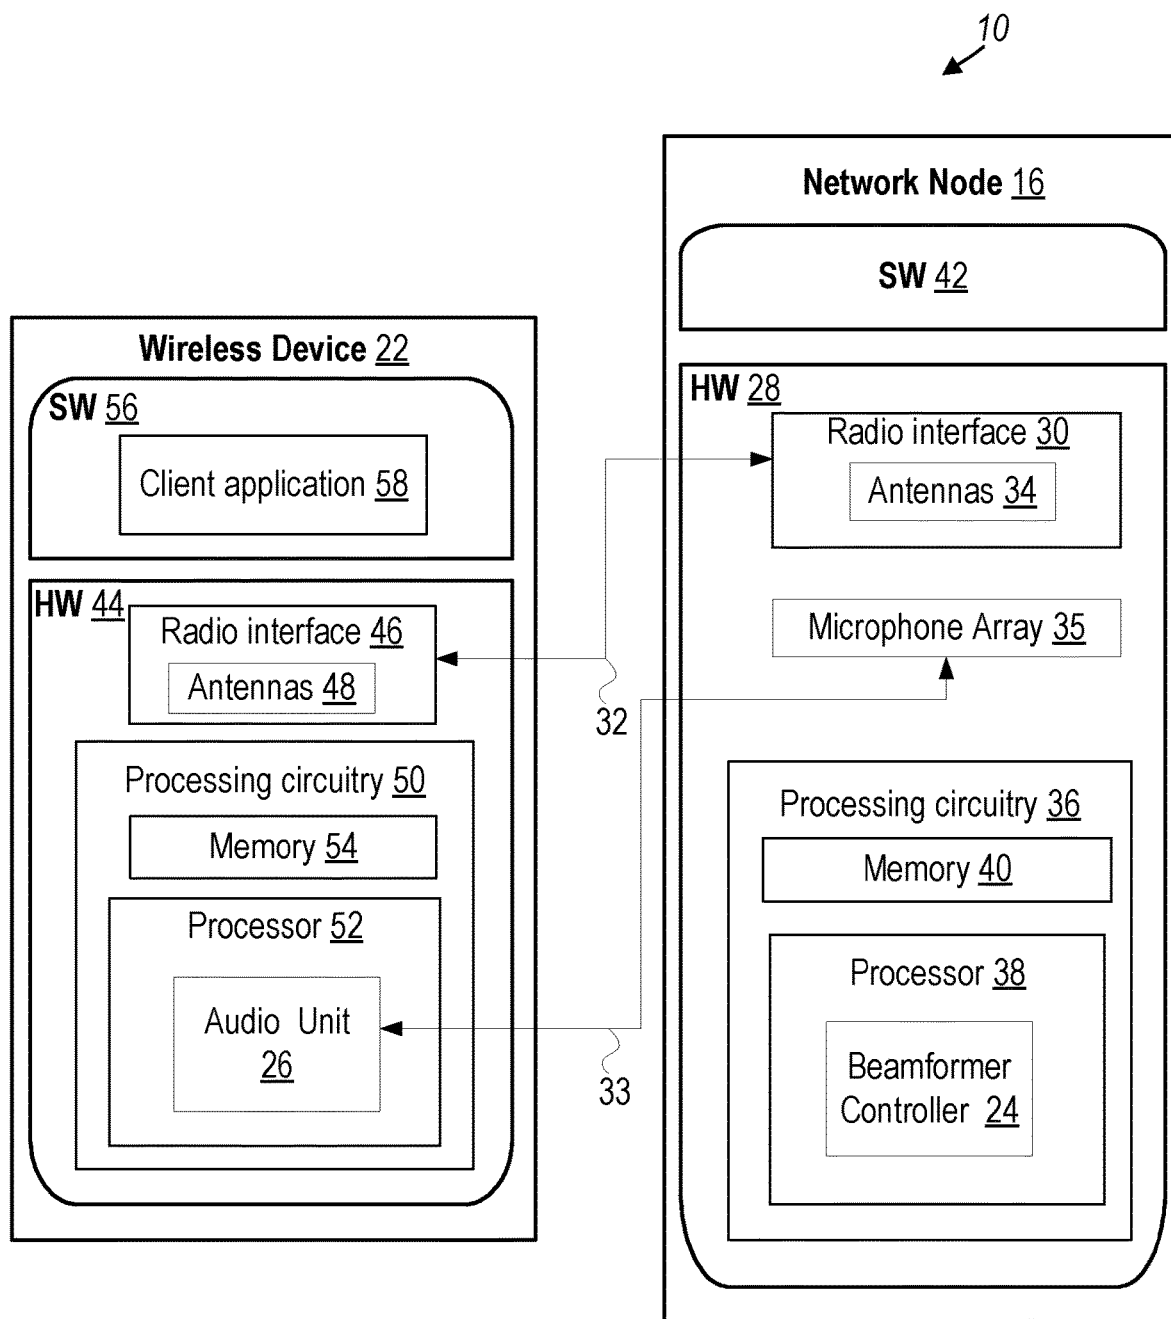 10
Network Node 16
SW 42
HW 28
Radio interface 30
Antennas 34
Microphone Array 35
Processing circuitry 36
Memory 40
Processor 38
Beamformer
Controller 24
Wireless Device 22
SW 56
Client application 58
HW 44
Radio interface 46
Antennas 48
Processing circuitry 50
Memory 54
Processor 52
Audio Unit
26
32
33